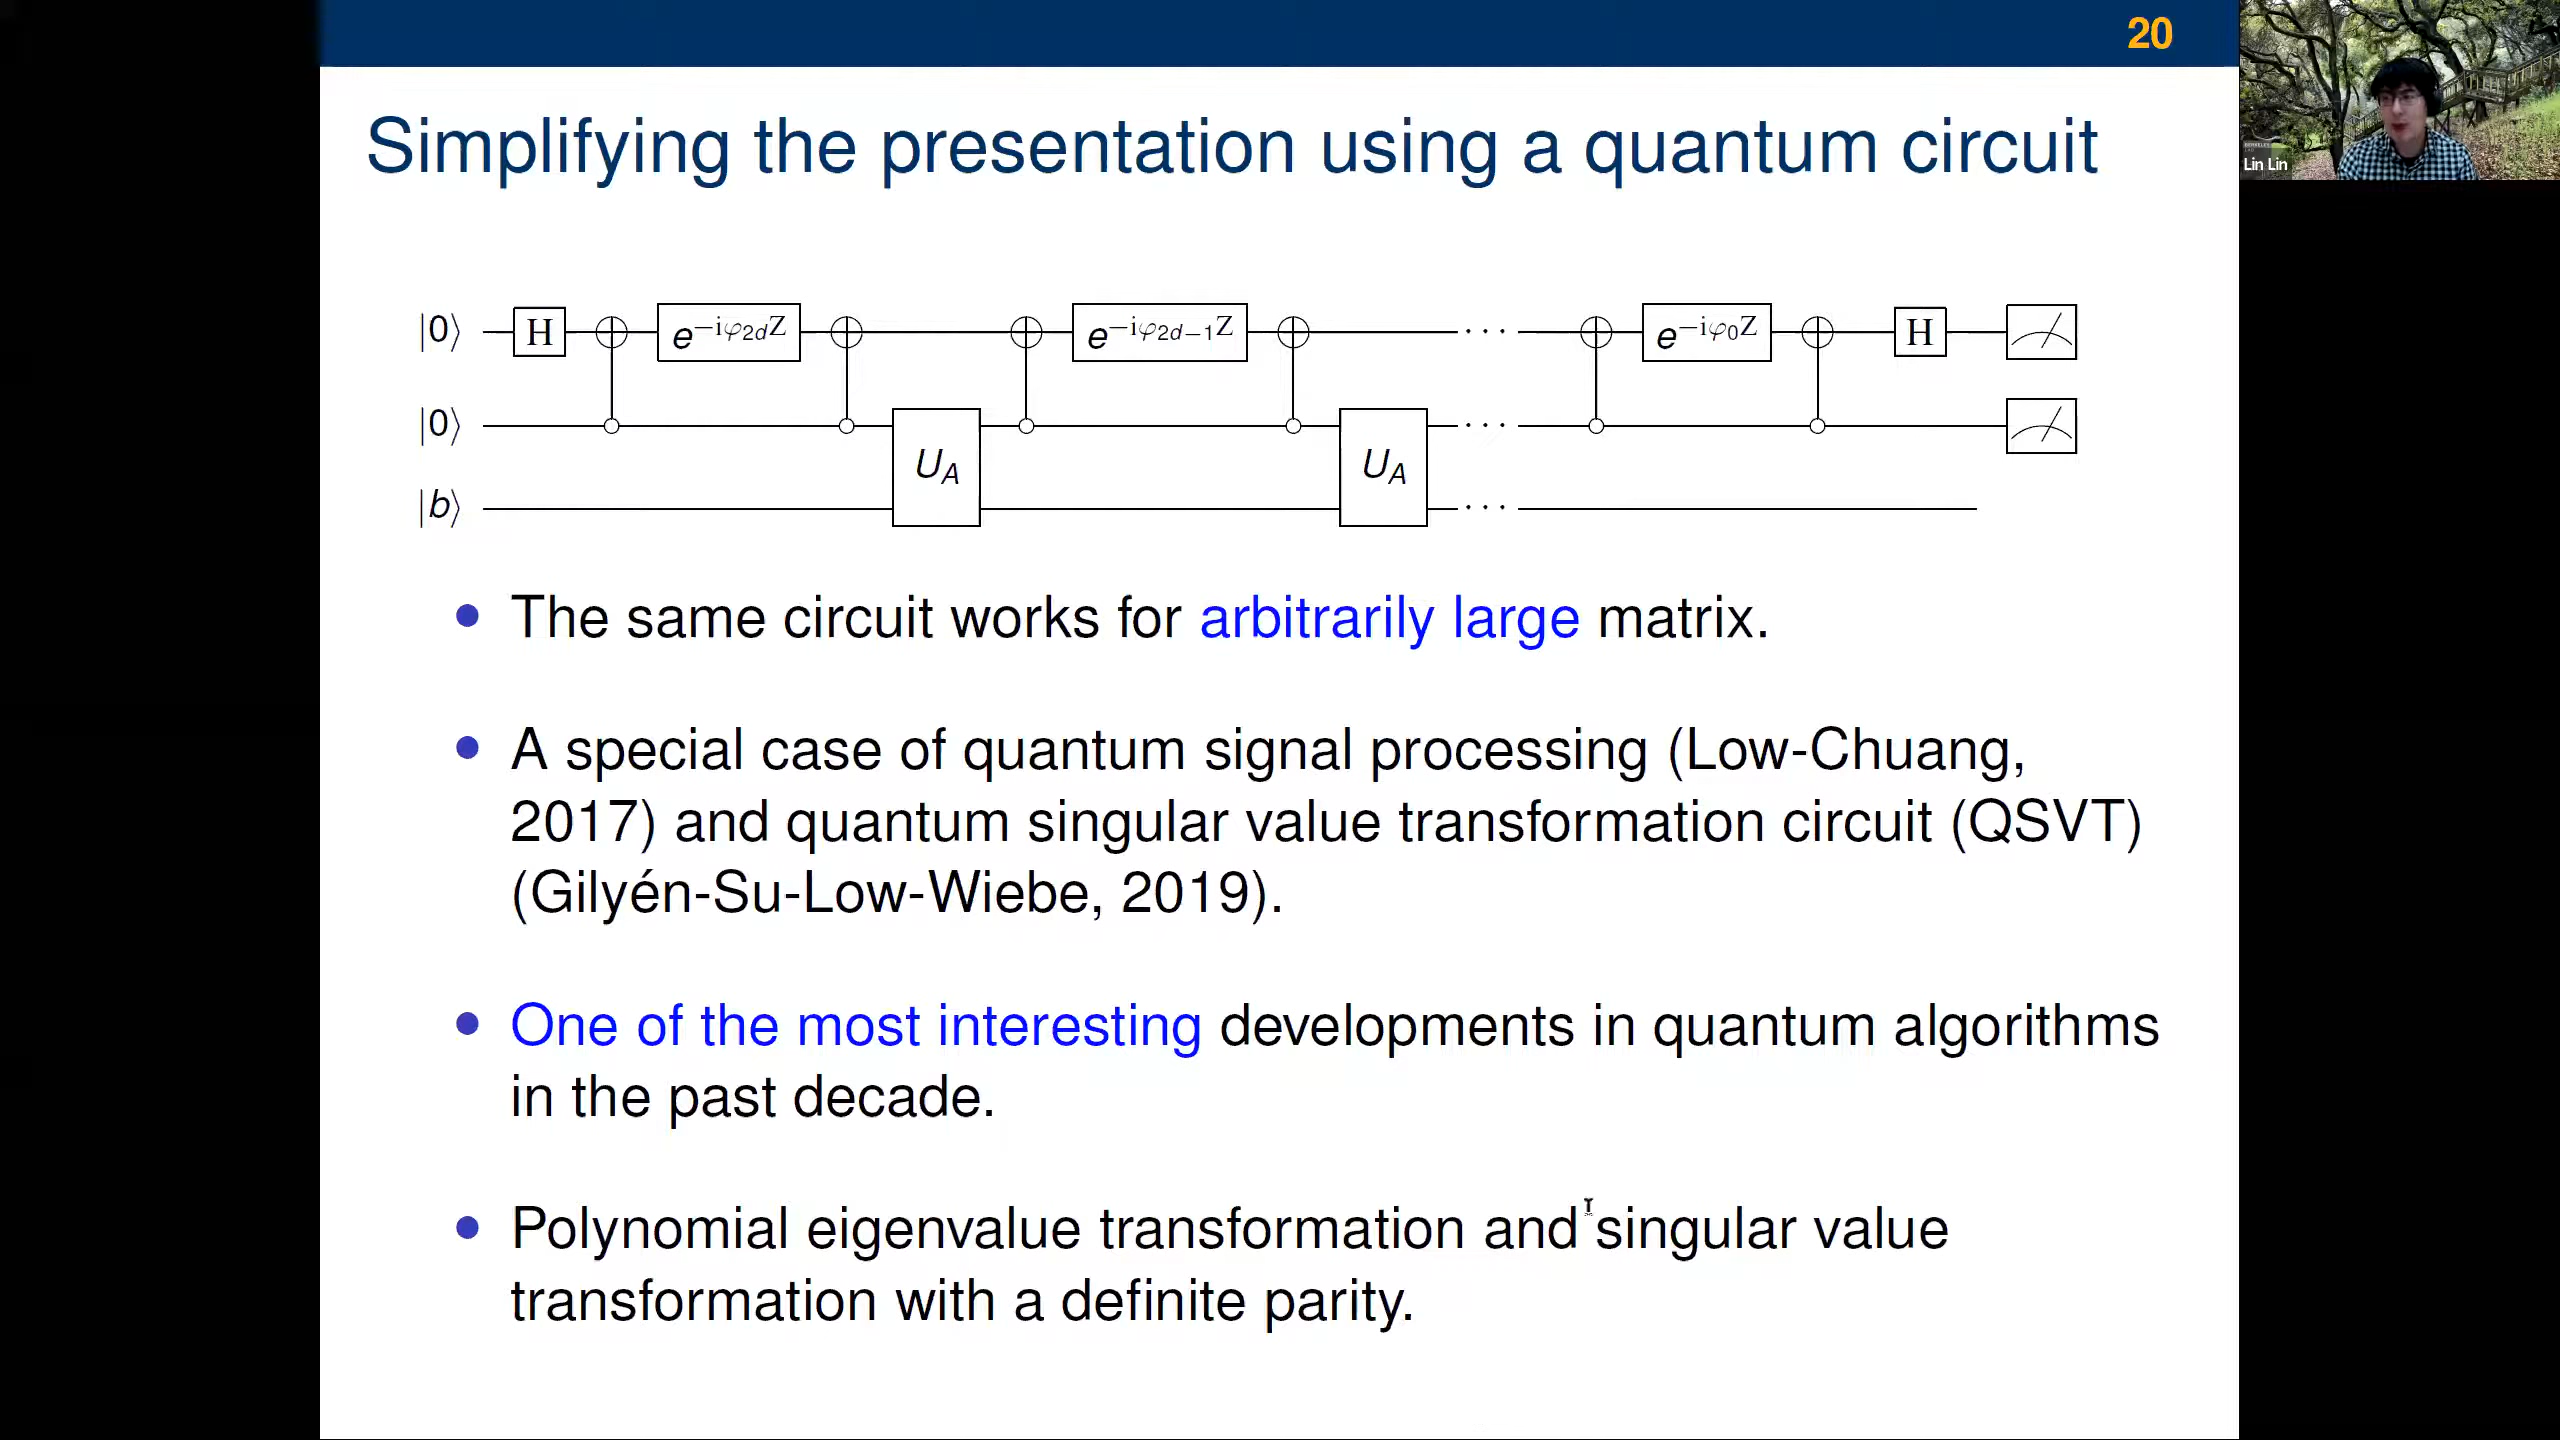 20
Lin Lin
Simplifying the presentation using a quantum circuit
|0⟩ H e^{-iφ_{2d}Z} e^{-iφ_{2d-1}Z} ··· e^{-iφ_0Z} H
|0⟩ ···
U_A U_A
|b⟩ ···
• The same circuit works for arbitrarily large matrix.
• A special case of quantum signal processing (Low-Chuang,
2017) and quantum singular value transformation circuit (QSVT)
(Gilyén-Su-Low-Wiebe, 2019).
• One of the most interesting developments in quantum algorithms
in the past decade.
• Polynomial eigenvalue transformation and singular value
transformation with a definite parity.